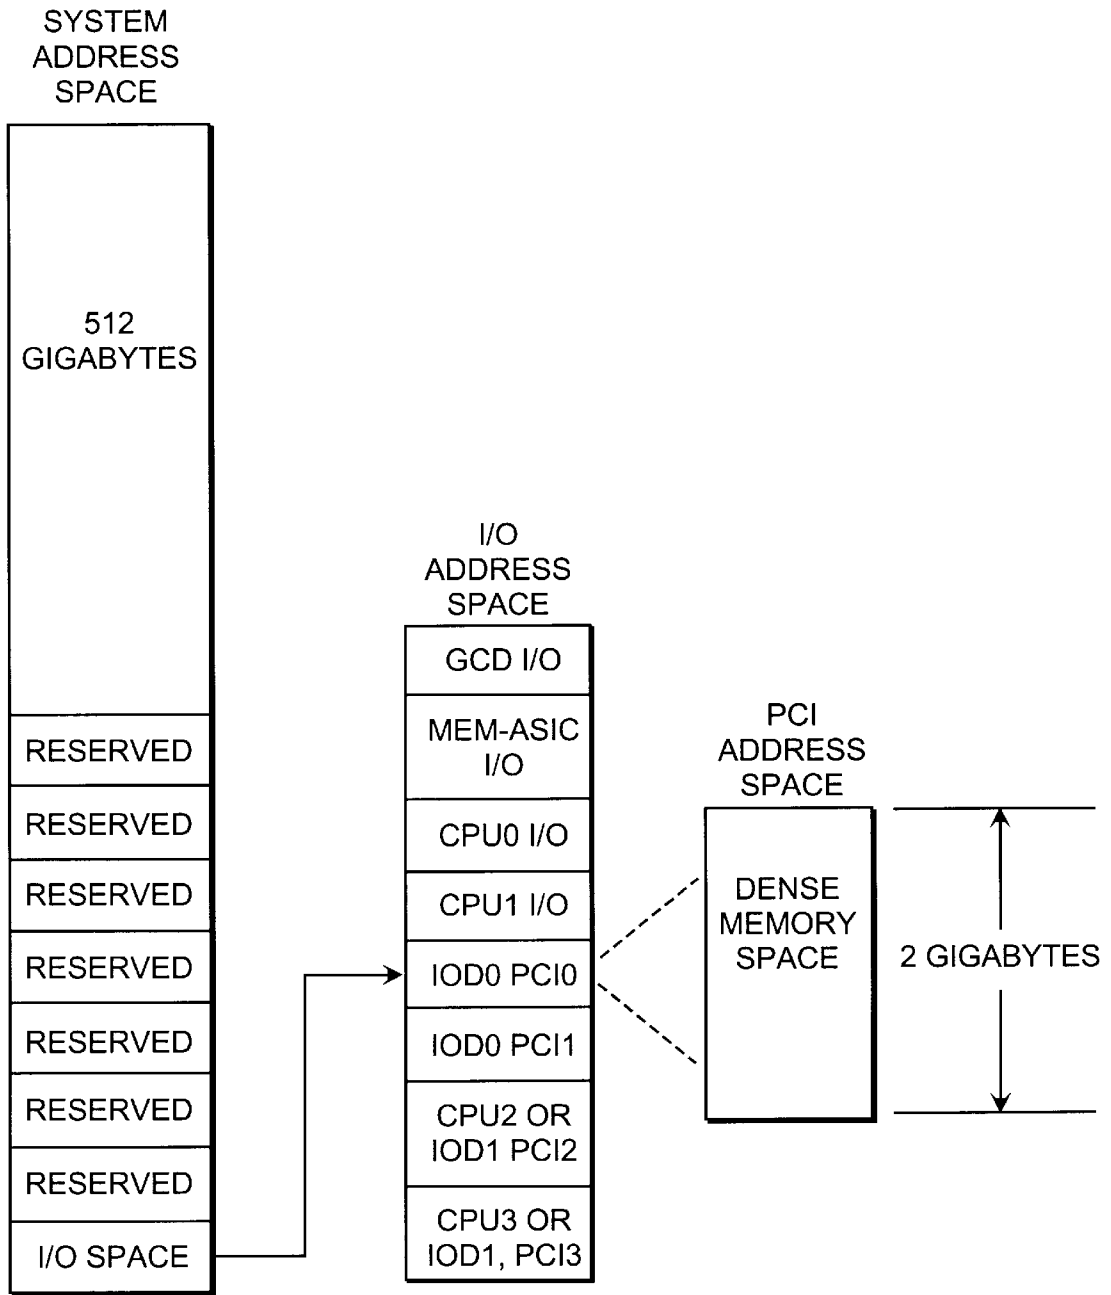 SYSTEM
ADDRESS
SPACE
512
GIGABYTES
RESERVED
RESERVED
RESERVED
RESERVED
RESERVED
RESERVED
RESERVED
I/O SPACE
I/O
ADDRESS
SPACE
GCD I/O
MEM-ASIC
I/O
CPU0 I/O
CPU1 I/O
IOD0 PCI0
IOD0 PCI1
CPU2 OR
IOD1 PCI2
CPU3 OR
IOD1, PCI3
PCI
ADDRESS
SPACE
DENSE
MEMORY
SPACE
2 GIGABYTES